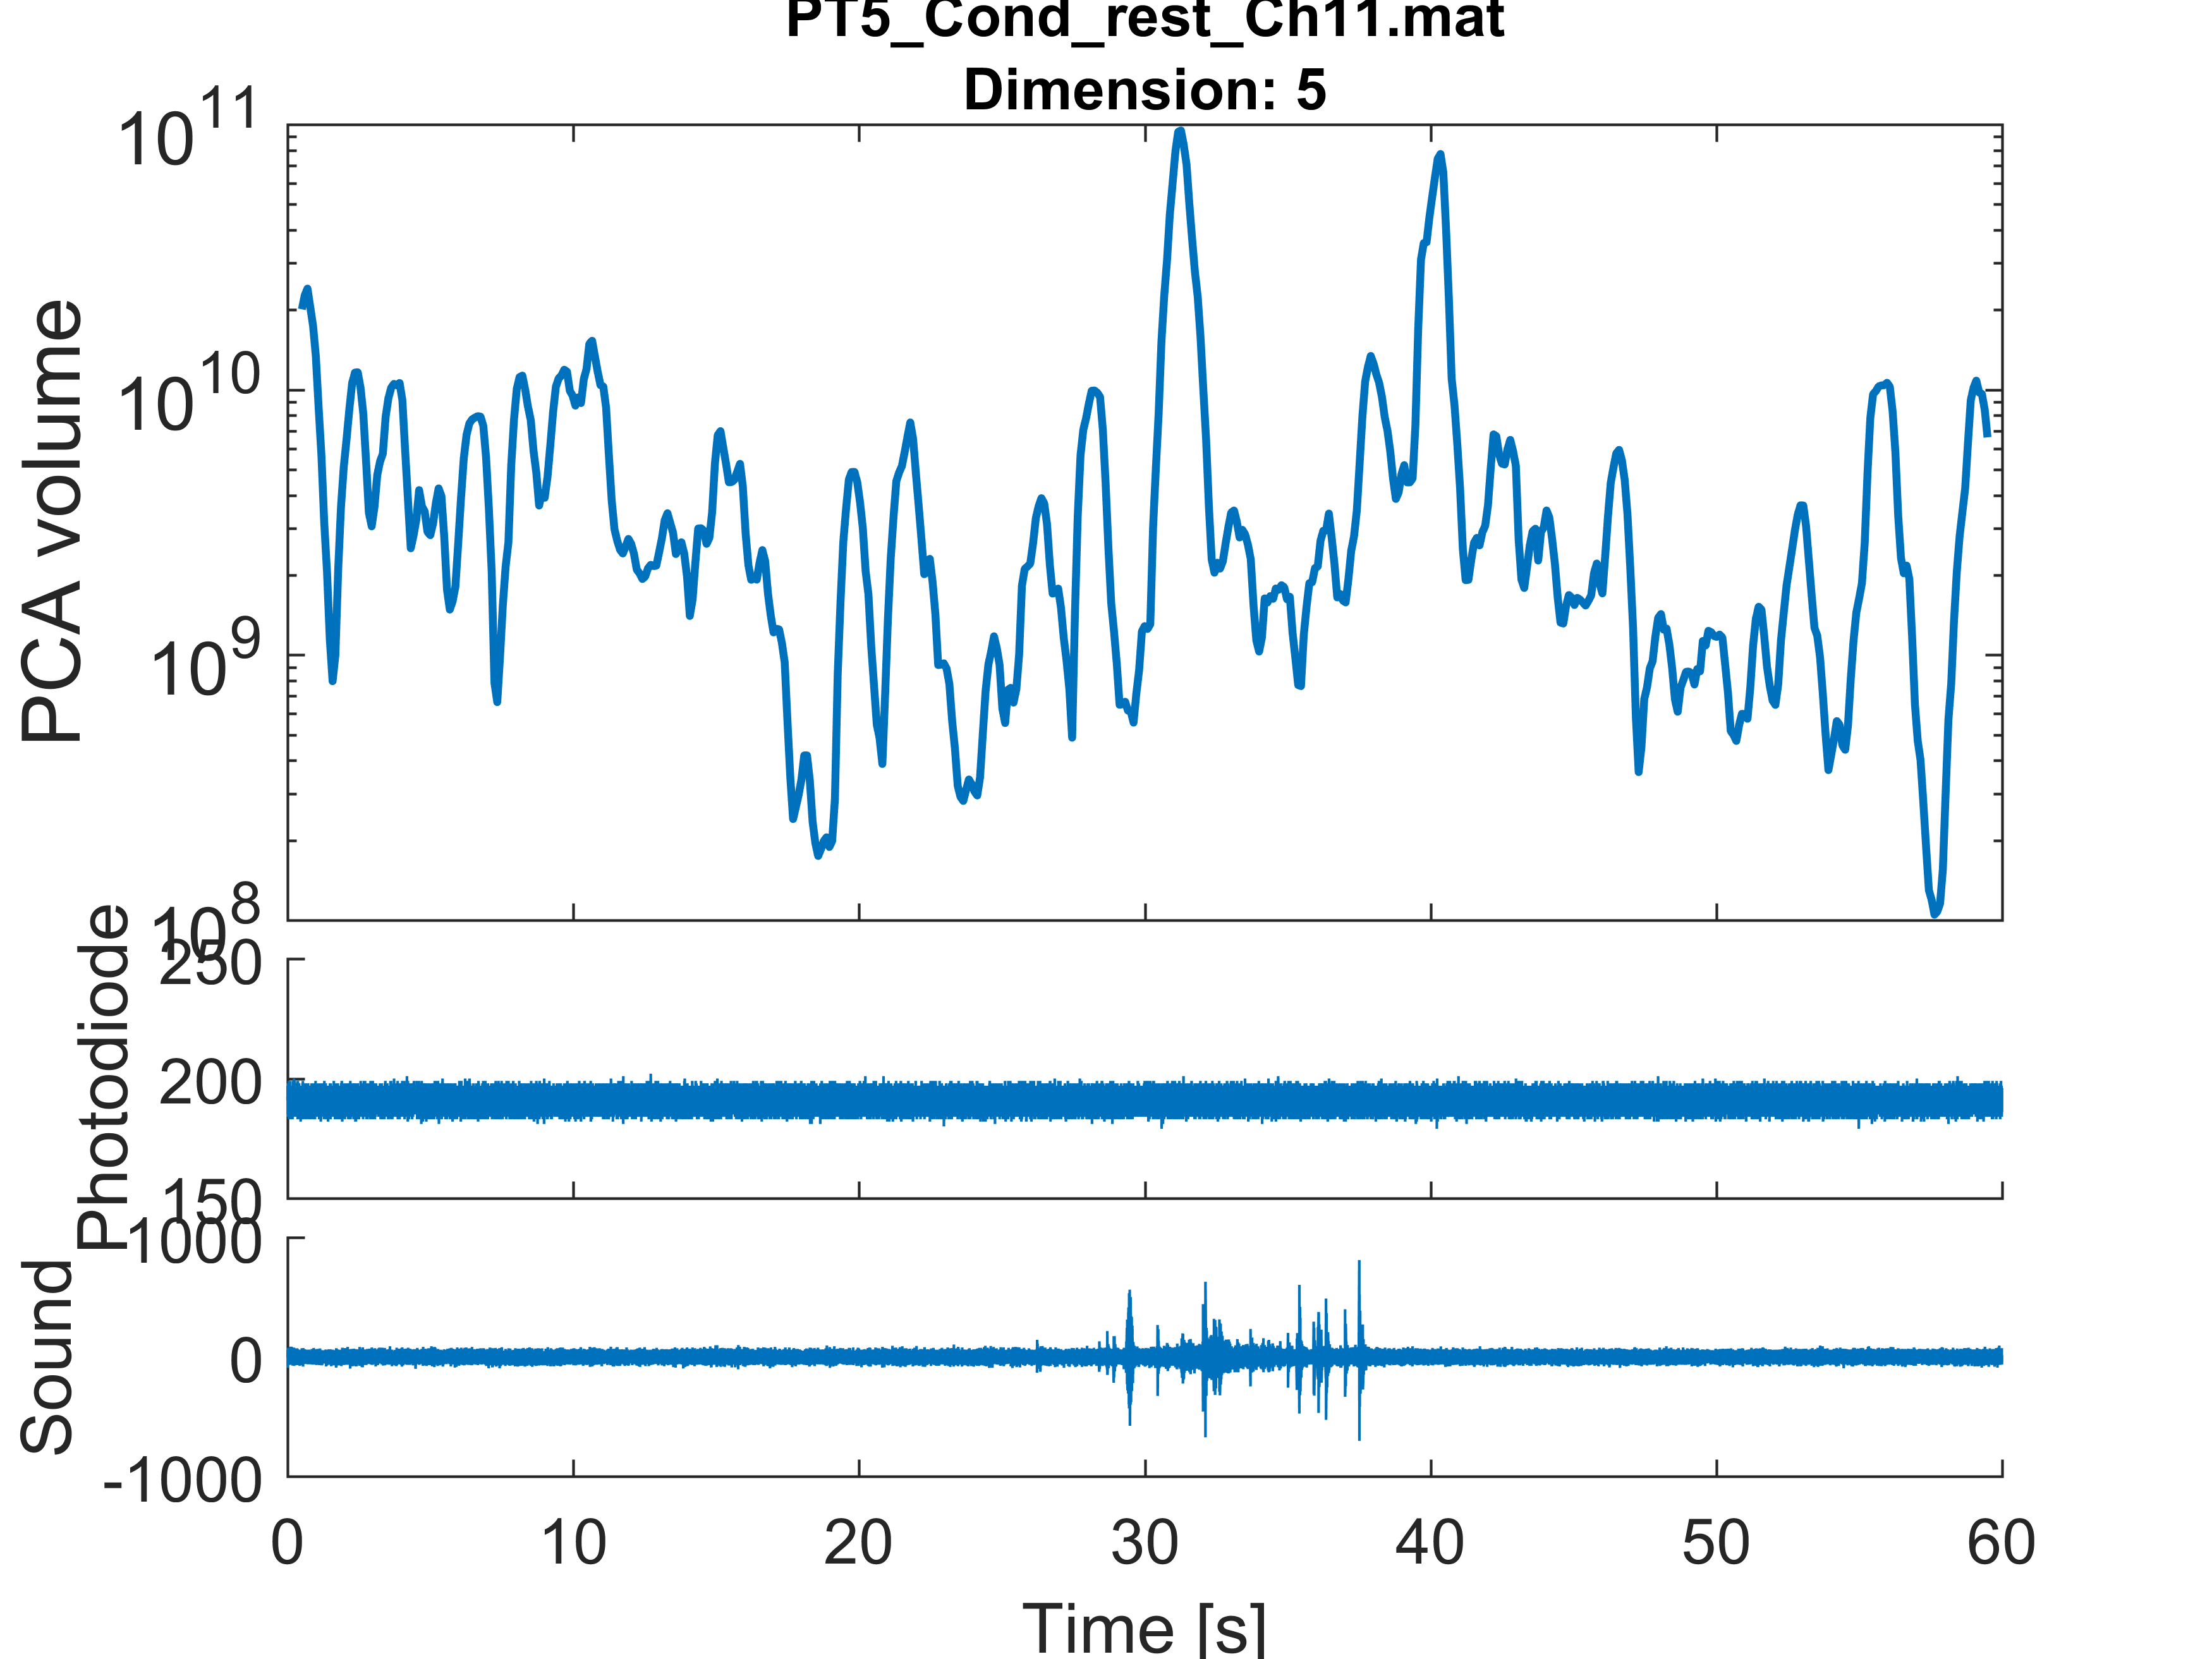 PT5_Cond_rest_Ch11.mat
Dimension: 5
10^11
10^10
10^9
10^8
PCA volume
250
200
150
Photodiode
1000
0
-1000
Sound
0 10 20 30 40 50 60
Time [s]